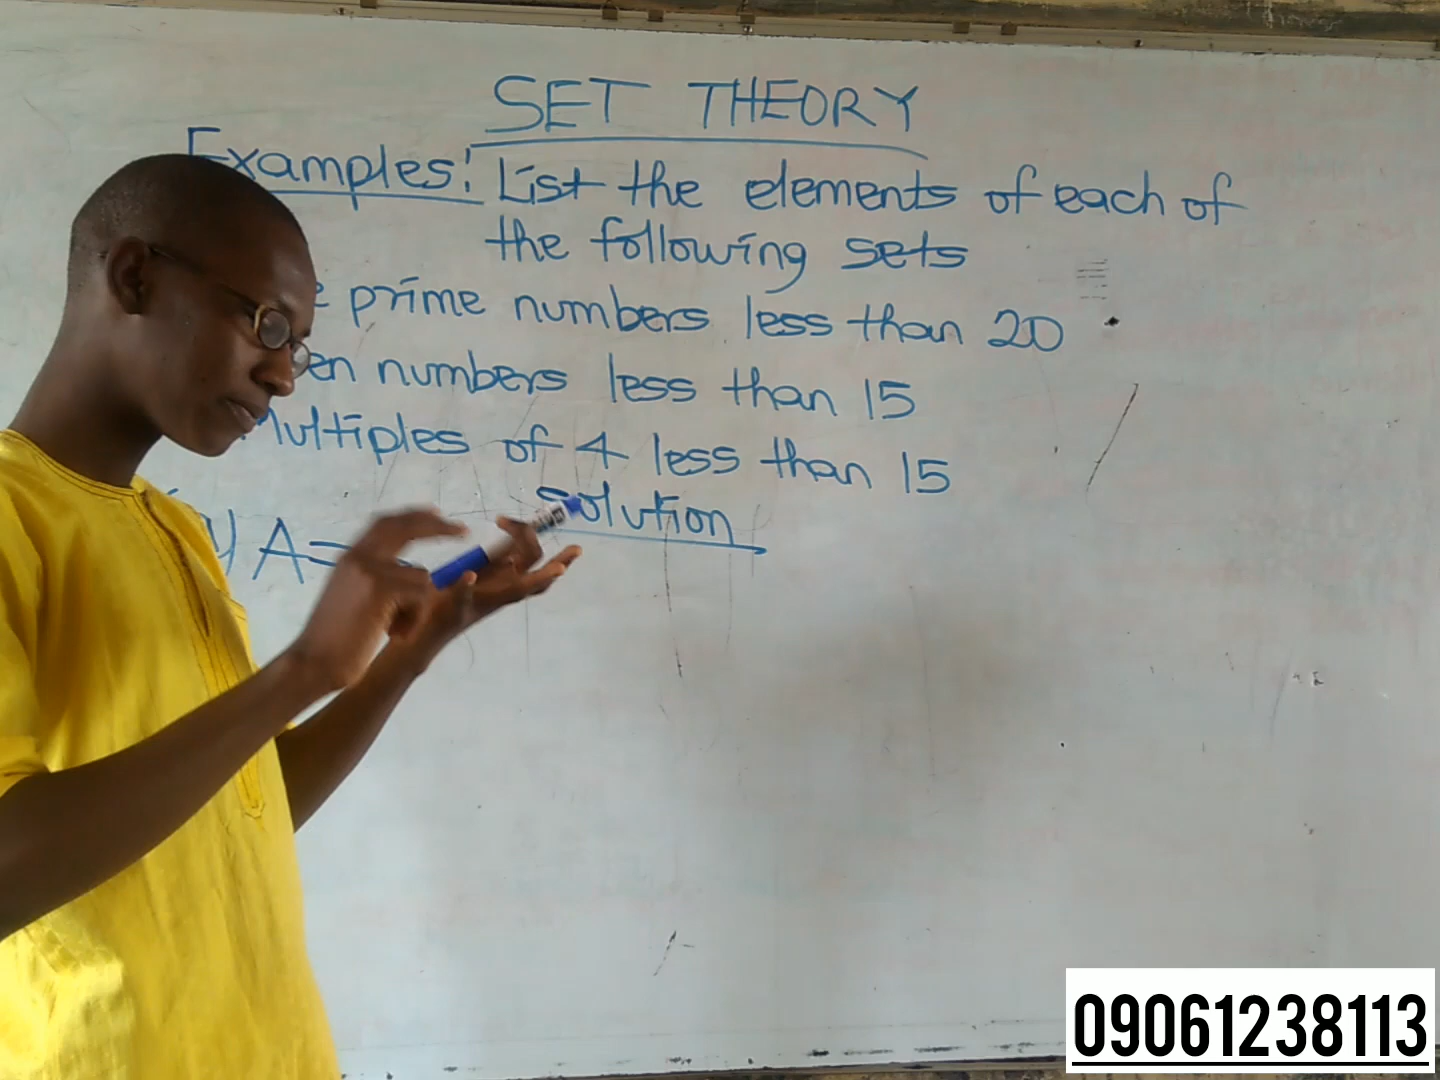 SET THEORY
Examples: List the elements of each of
the following sets
prime numbers less than 20
numbers less than 15
Multiples of 4 less than 15
Solution
A=
09061238113